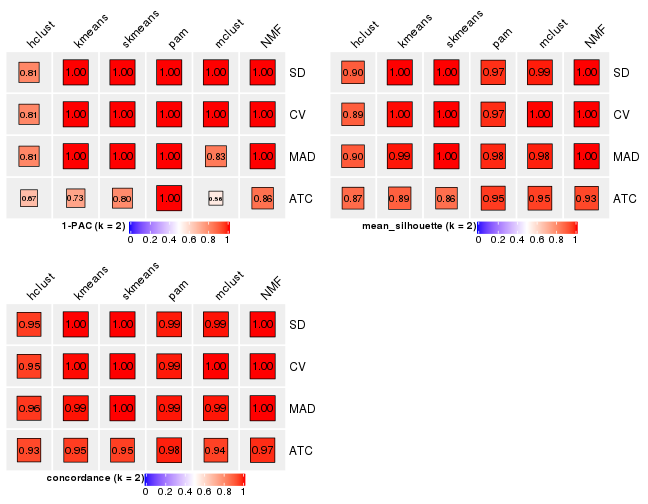 hclust kmeans skmeans pam mclust NMF
0.81 1.00 1.00 1.00 1.00 1.00 SD
0.81 1.00 1.00 1.00 1.00 1.00 CV
0.81 1.00 1.00 1.00 0.83 1.00 MAD
0.67 0.73 0.80 1.00 0.56 0.86 ATC
1-PAC (k = 2)
0 0.2 0.4 0.6 0.8 1
hclust kmeans skmeans pam mclust NMF
0.90 1.00 1.00 0.97 0.99 1.00 SD
0.89 1.00 1.00 0.97 1.00 1.00 CV
0.90 0.99 1.00 0.98 0.98 1.00 MAD
0.87 0.89 0.86 0.95 0.95 0.93 ATC
mean_silhouette (k = 2)
0 0.2 0.4 0.6 0.8 1
hclust kmeans skmeans pam mclust NMF
0.95 1.00 1.00 0.99 0.99 1.00 SD
0.95 1.00 1.00 0.99 1.00 1.00 CV
0.96 0.99 1.00 0.99 0.99 1.00 MAD
0.93 0.95 0.95 0.98 0.94 0.97 ATC
concordance (k = 2)
0 0.2 0.4 0.6 0.8 1